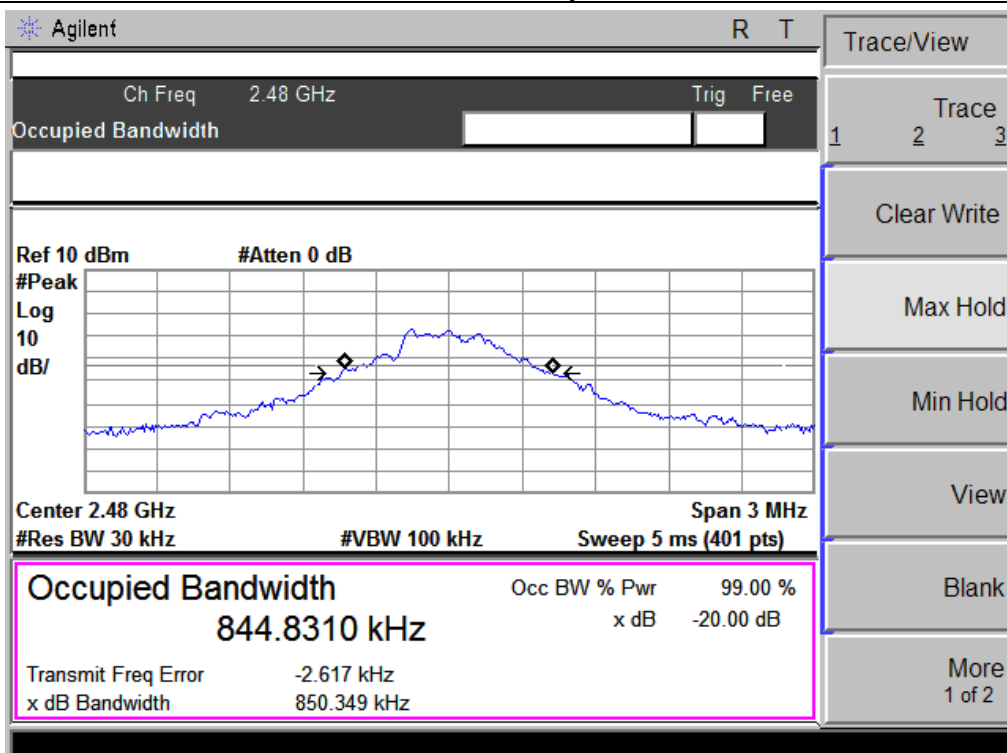 Agilent R T
Ch Freq 2.48 GHz Trig Free
Occupied Bandwidth
Ref 10 dBm #Atten 0 dB
#Peak
Log
10
dB/
Center 2.48 GHz Span 3 MHz
#Res BW 30 kHz #VBW 100 kHz Sweep 5 ms (401 pts)
Occupied Bandwidth Occ BW % Pwr 99.00 %
844.8310 kHz x dB -20.00 dB
Transmit Freq Error -2.617 kHz
x dB Bandwidth 850.349 kHz
Trace/View
Trace
1 2 3
Clear Write
Max Hold
Min Hold
View
Blank
More
1 of 2